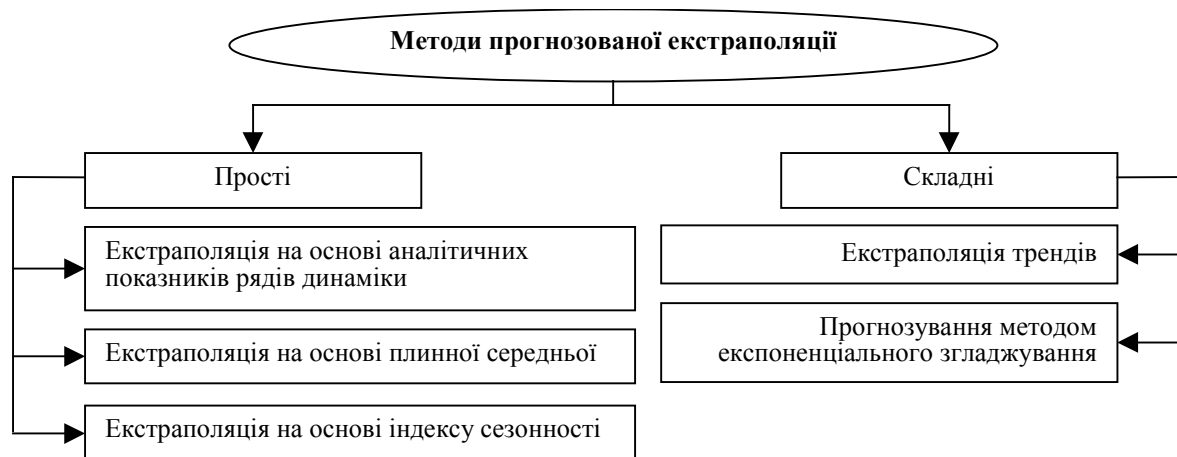 Методи прогнозованої екстраполяції
Прості
Складні
Екстраполяція на основі аналітичних
показників рядів динаміки
Екстраполяція на основі плинної середньої
Екстраполяція на основі індексу сезонності
Екстраполяція трендів
Прогнозування методом
експоненціального згладжування